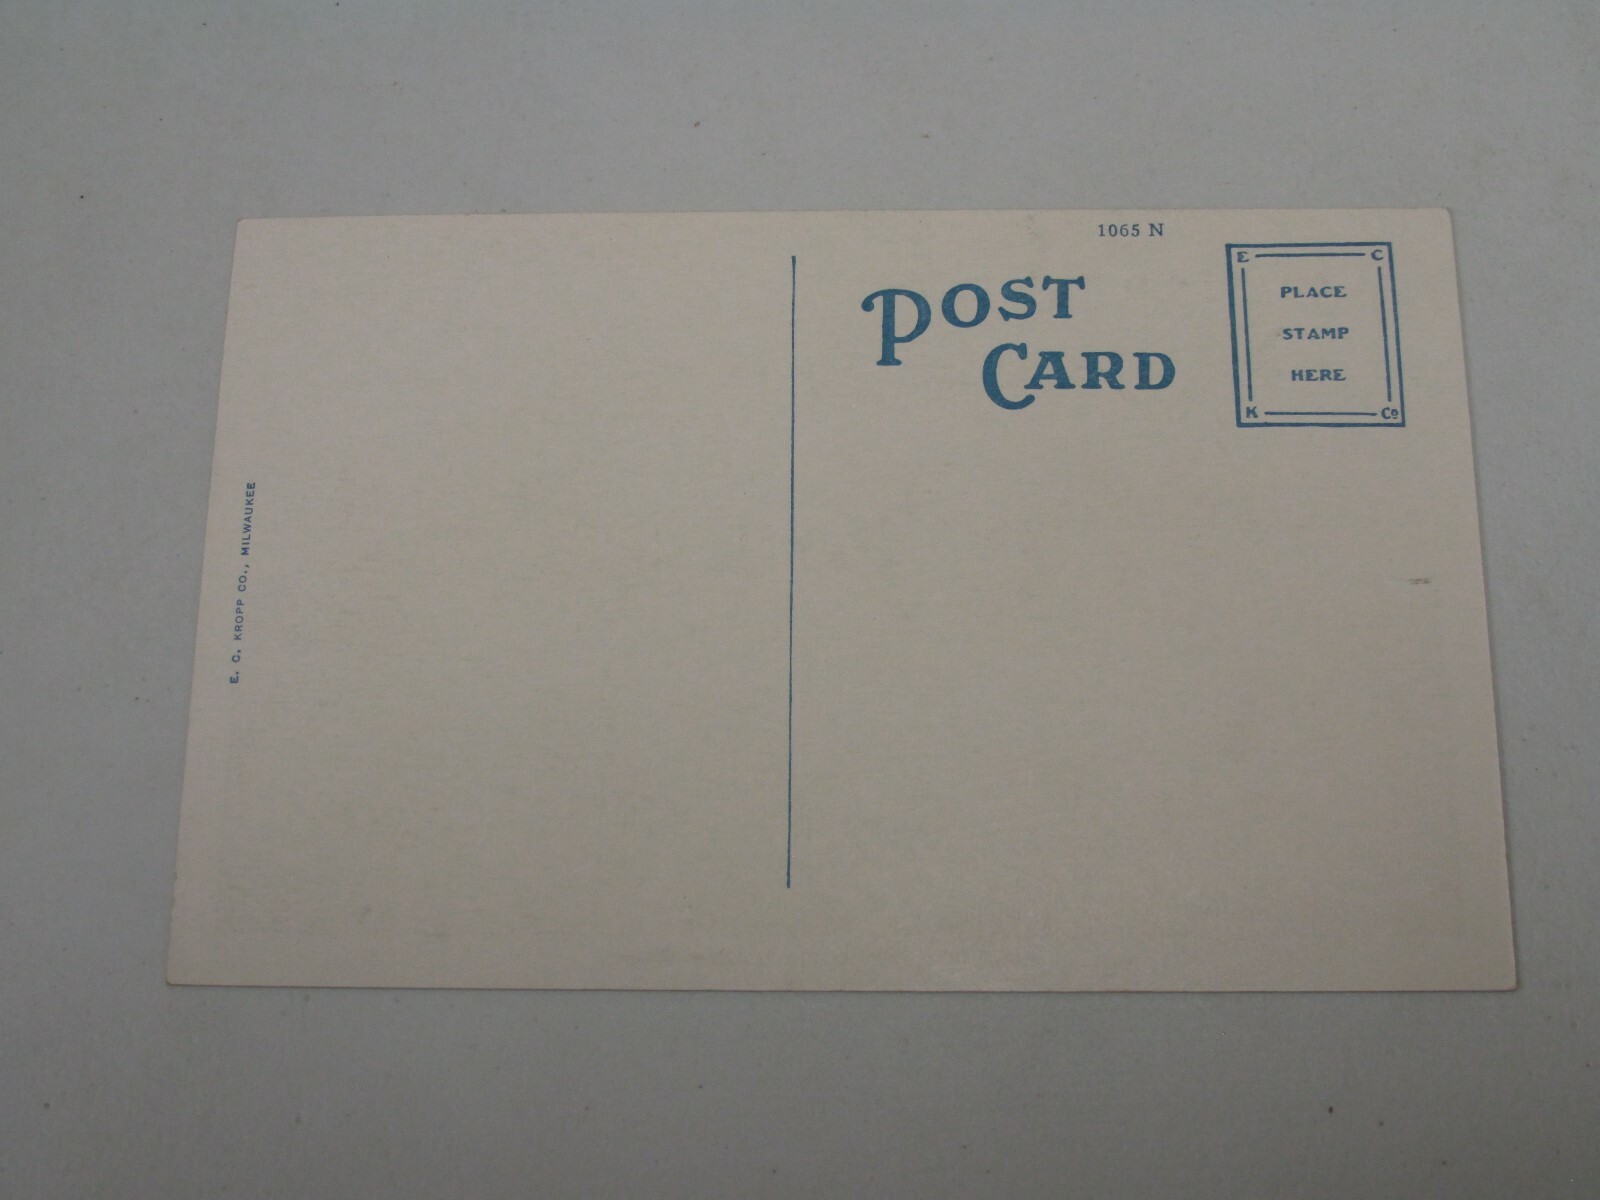 1065 N
POST
CARD
E C
PLACE
STAMP
HERE
K Co
E. C. KROPP CO., MILWAUKEE